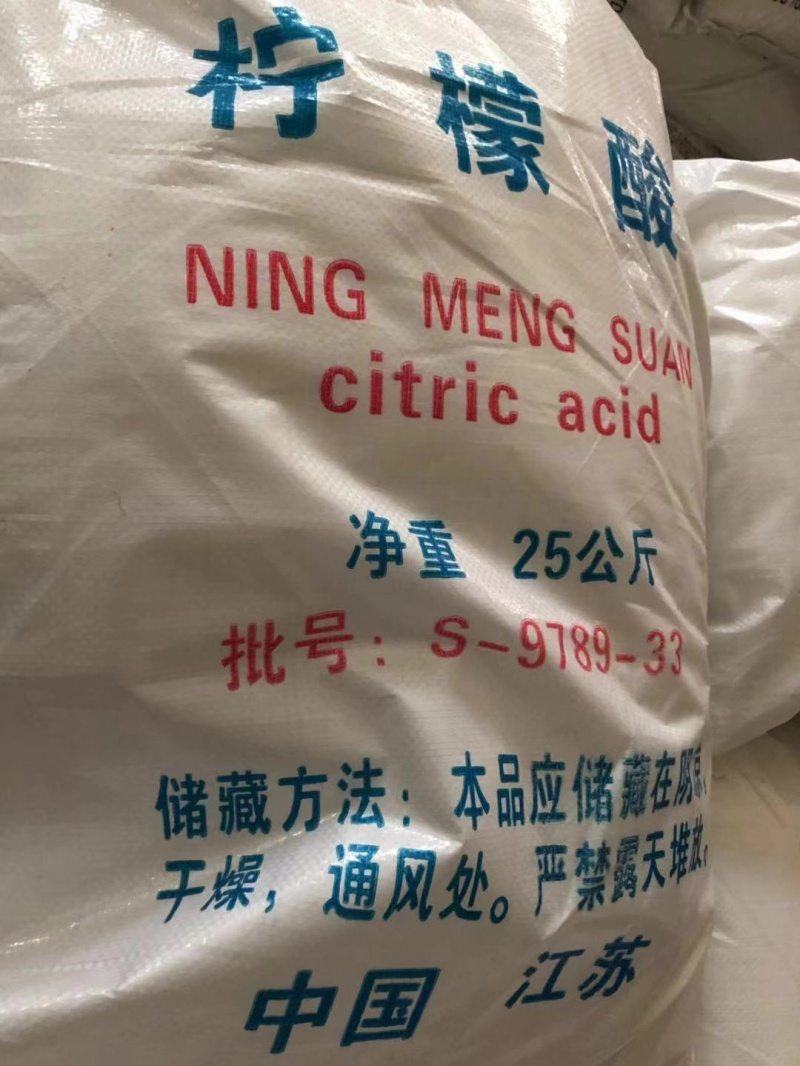 柠檬酸
NING MENG SUAN
citric acid
净重 25公斤
批号：S-9789-33
储藏方法：本品应储藏在阴凉、
干燥，通风处。严禁露天堆放。
中国 江苏